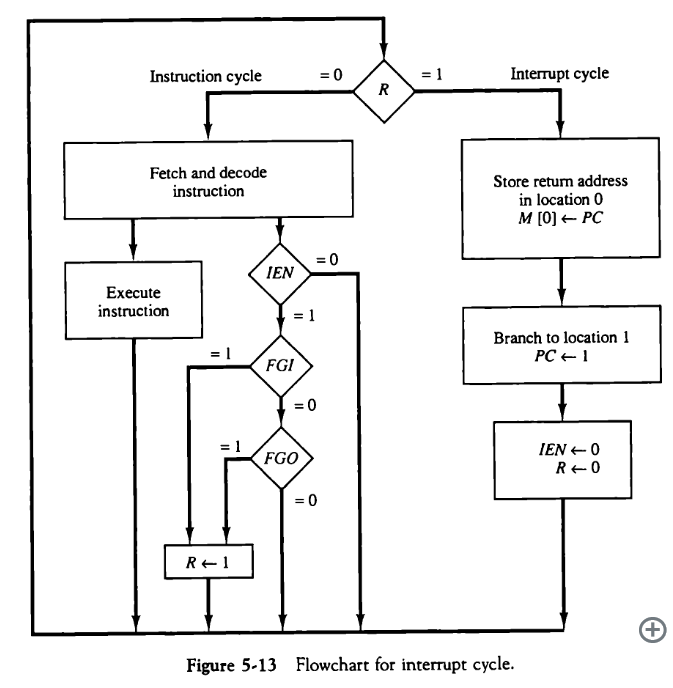 Instruction cycle
= 0
R
= 1
Interrupt cycle
Fetch and decode
instruction
Store return address
in location 0
M [0] ← PC
Execute
instruction
IEN
= 0
= 1
Branch to location 1
PC ← 1
= 1
FGI
= 0
IEN ← 0
R ← 0
= 1
FGO
= 0
R ← 1
Figure 5-13 Flowchart for interrupt cycle.